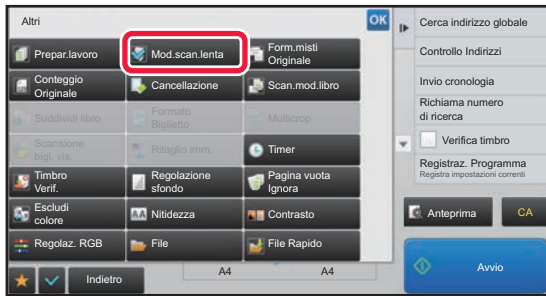 Altri
OK
Prepar.lavoro
Mod.scan.lenta
Form.misti
Originale
Conteggio
Originale
Cancellazione
Scan.mod.libro
Suddividi libro
Formato
Biglietto
Multicrop
Scansione
bigl. vis.
Ritaglio imm.
Timer
Timbro
Verif.
Regolazione
sfondo
Pagina vuota
Ignora
Escludi
colore
AA Nitidezza
Contrasto
Regolaz. RGB
File
File Rapido
Indietro
A4
A4
Cerca indirizzo globale
Controllo Indirizzi
Invio cronologia
Richiama numero
di ricerca
Verifica timbro
Registraz. Programma
Registra impostazioni correnti
Anteprima
CA
Avvio